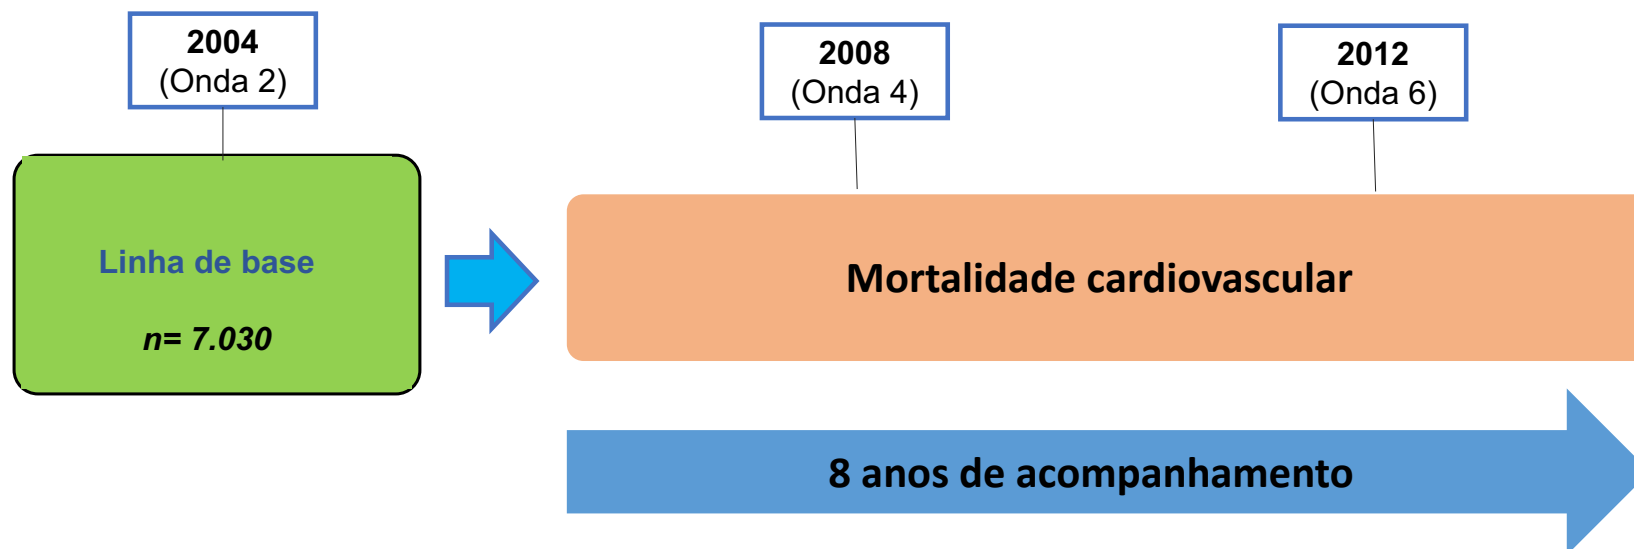 2004
(Onda 2)
2008
(Onda 4)
2012
(Onda 6)
Linha de base
n= 7.030
Mortalidade cardiovascular
8 anos de acompanhamento